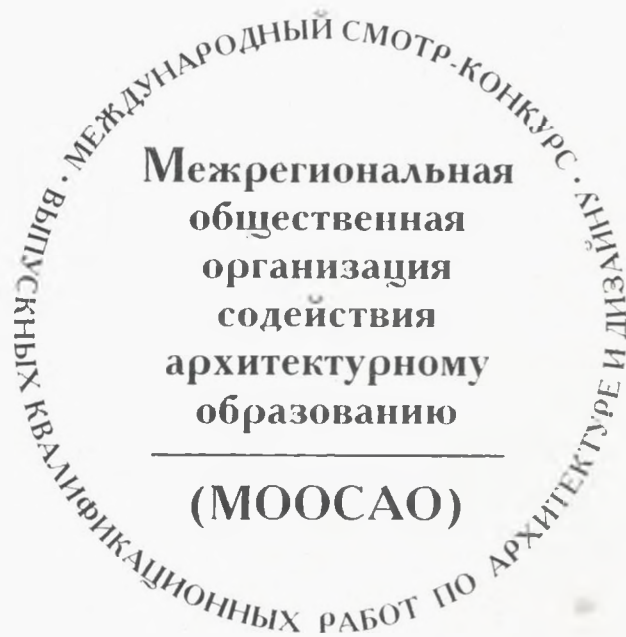 МЕЖДУНАРОДНЫЙ СМОТР-КОНКУРС · ВЫПУСКНЫХ КВАЛИФИКАЦИОННЫХ РАБОТ ПО АРХИТЕКТУРЕ И ДИЗАЙНУ ·
Межрегиональная
общественная
организация
содействия
архитектурному
образованию
(МООСАО)